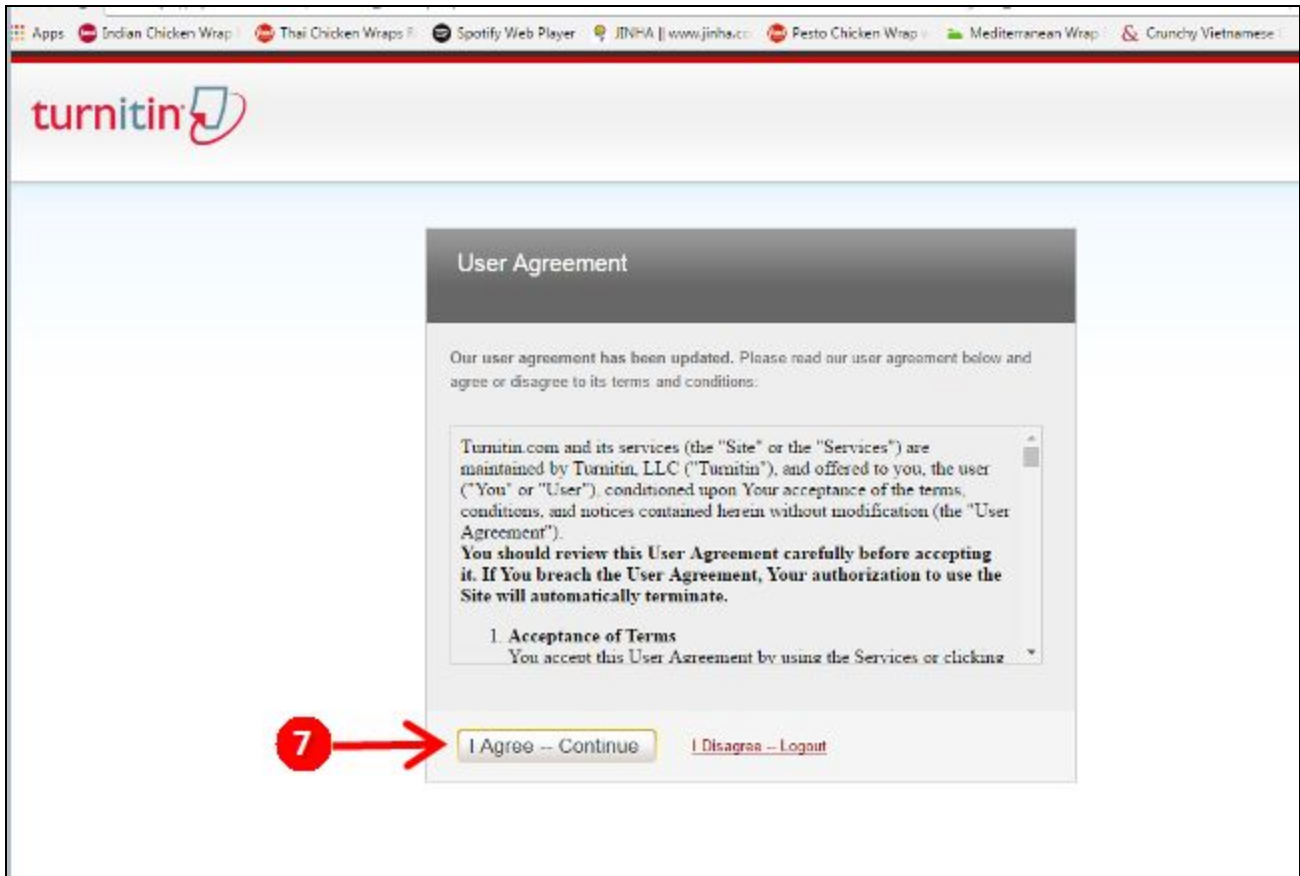 Apps Indian Chicken Wrap Thai Chicken Wraps Spotify Web Player JINHA || www.jinha.co Pesto Chicken Wrap Mediterranean Wrap Crunchy Vietnamese
turnitin
User Agreement
Our user agreement has been updated. Please read our user agreement below and
agree or disagree to its terms and conditions:
Turnitin.com and its services (the "Site" or the "Services") are
maintained by Turnitin, LLC ("Turnitin"), and offered to you, the user
("You" or "User"), conditioned upon Your acceptance of the terms,
conditions, and notices contained herein without modification (the "User
Agreement").
You should review this User Agreement carefully before accepting
it. If You breach the User Agreement, Your authorization to use the
Site will automatically terminate.
1. Acceptance of Terms
You accept this User Agreement by using the Services or clicking
7 I Agree -- Continue I Disagree -- Logout